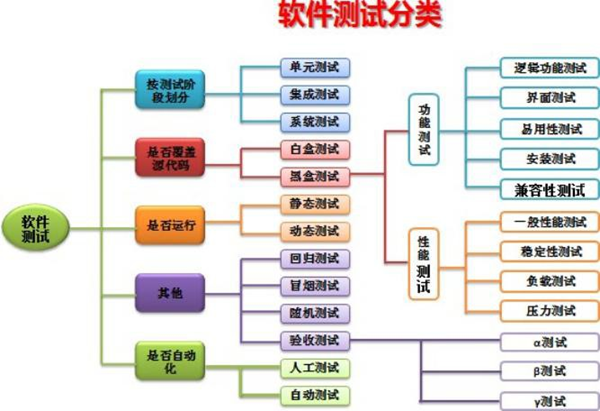 软件测试分类
软件
测试
按测试阶
段划分
单元测试
集成测试
系统测试
是否覆盖
源代码
白盒测试
黑盒测试
功
能
测
试
逻辑功能测试
界面测试
易用性测试
安装测试
兼容性测试
性
能
测试
一般性能测试
稳定性测试
负载测试
压力测试
是否运行
静态测试
动态测试
其他
回归测试
冒烟测试
随机测试
验收测试
α测试
β测试
γ测试
是否自动
化
人工测试
自动测试